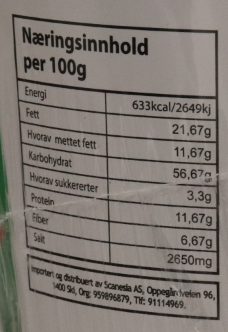 Næringsinnhold
per 100g
Energi 633kcal/2649kj
Fett 21,67g
Hvorav mettet fett 11,67g
Karbohydrat 56,67g
Hvorav sukkererter 3,3g
Protein 11,67g
Fiber 6,67g
Salt 2650mg
Importert og distribuert av Scanesia AS, Oppegårdveien 96,
1400 Ski, Org: 959896879, Tlf: 91114969.